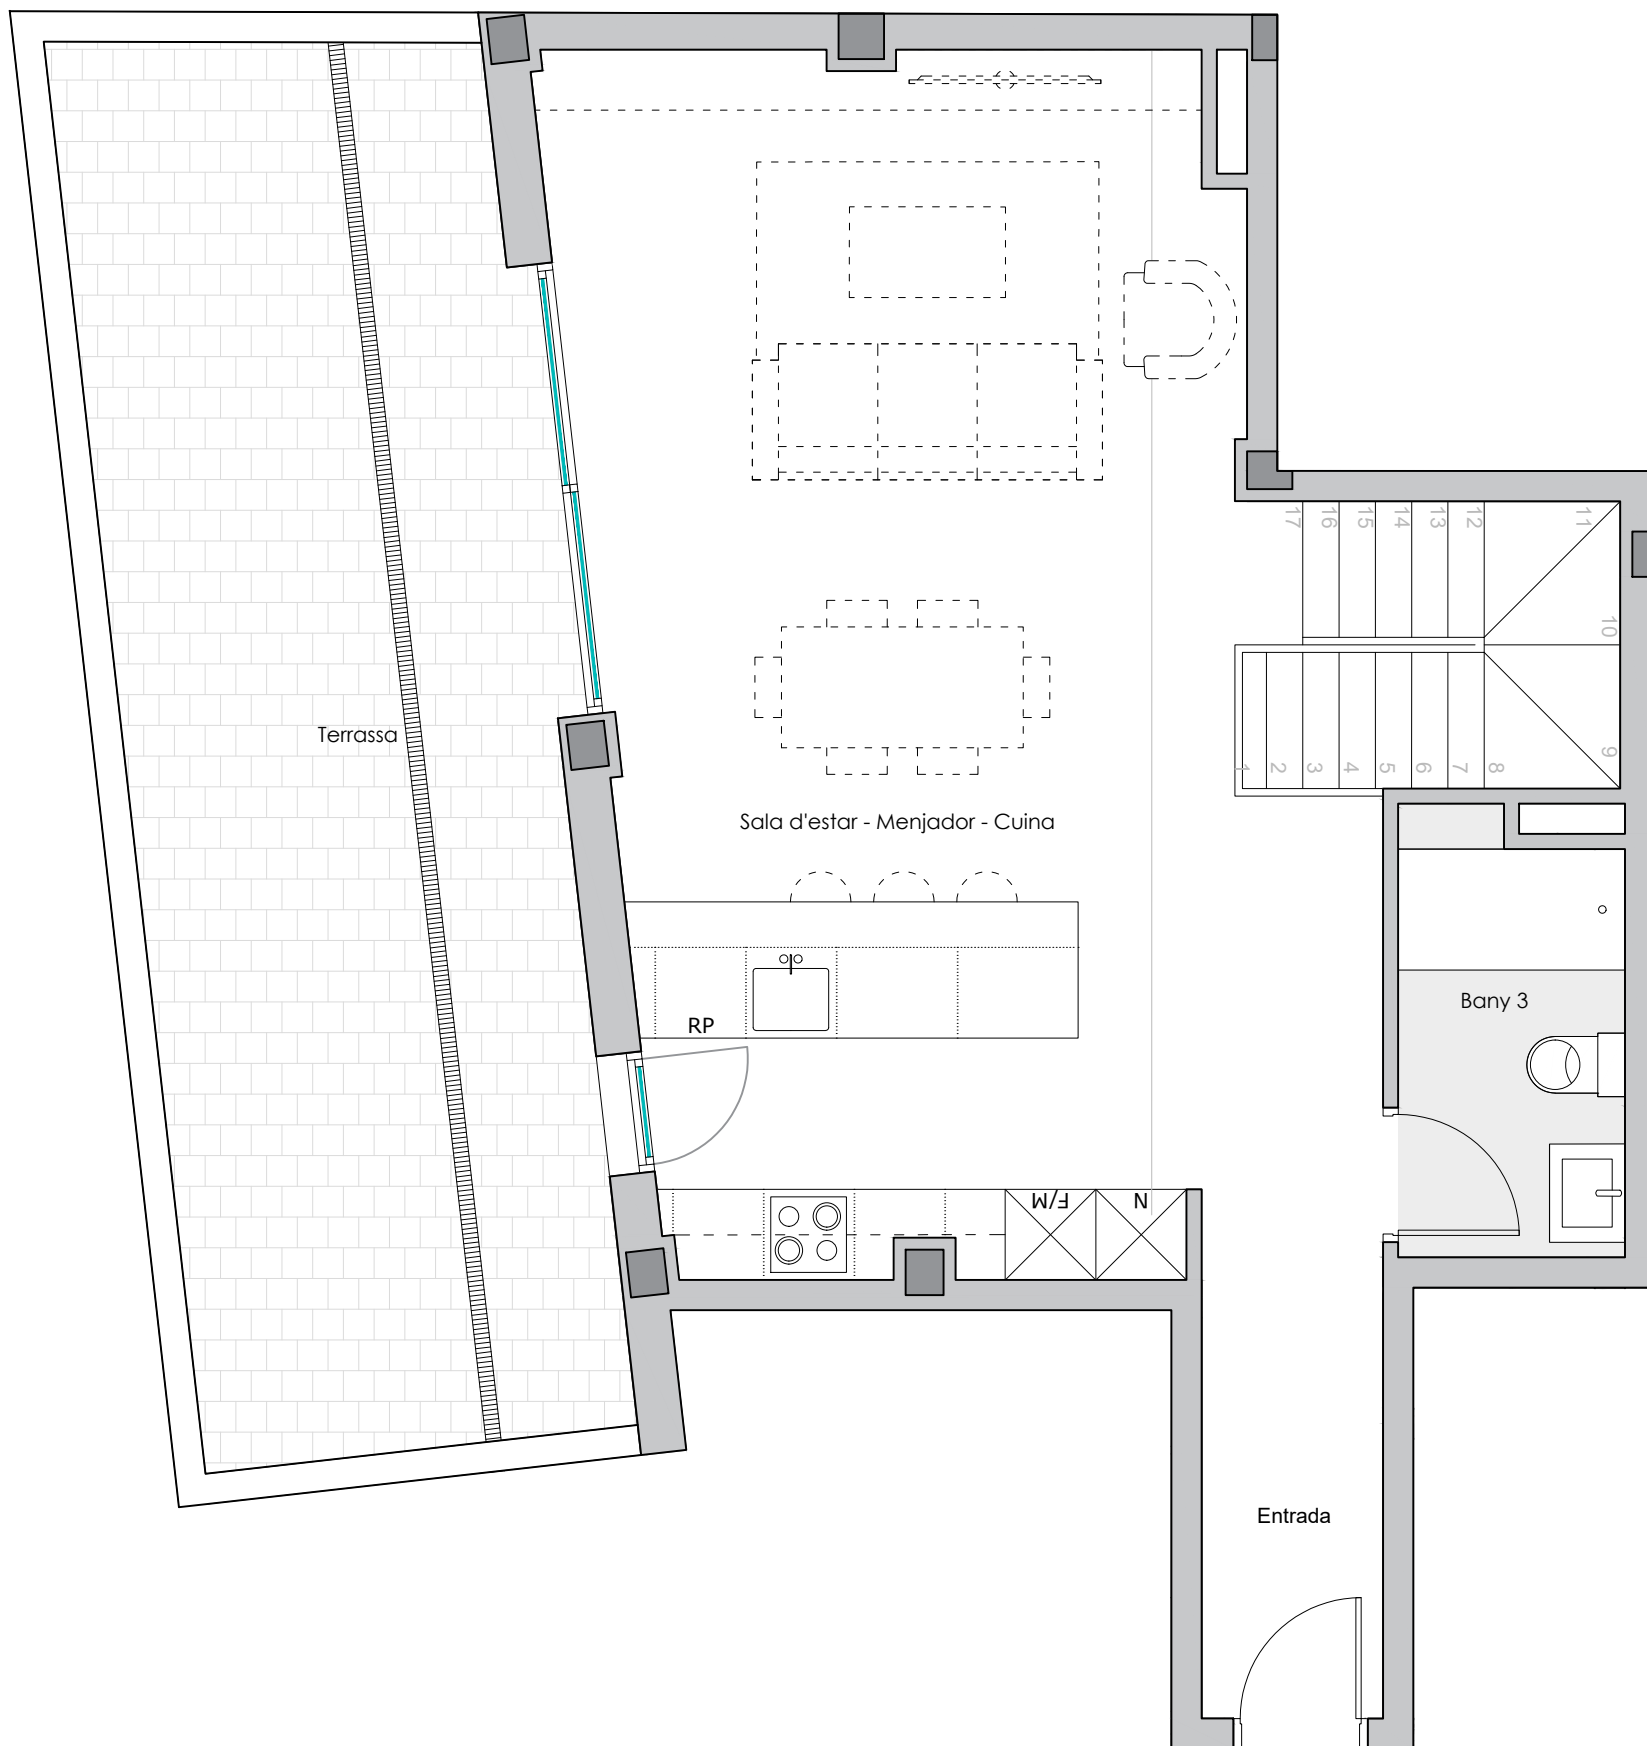 17 16 15 14 13 12 11
10
Terrassa
9
1 2 3 4 5 6 7 8
Sala d'estar - Menjador - Cuina
Bany 3
RP
F/M N
Entrada